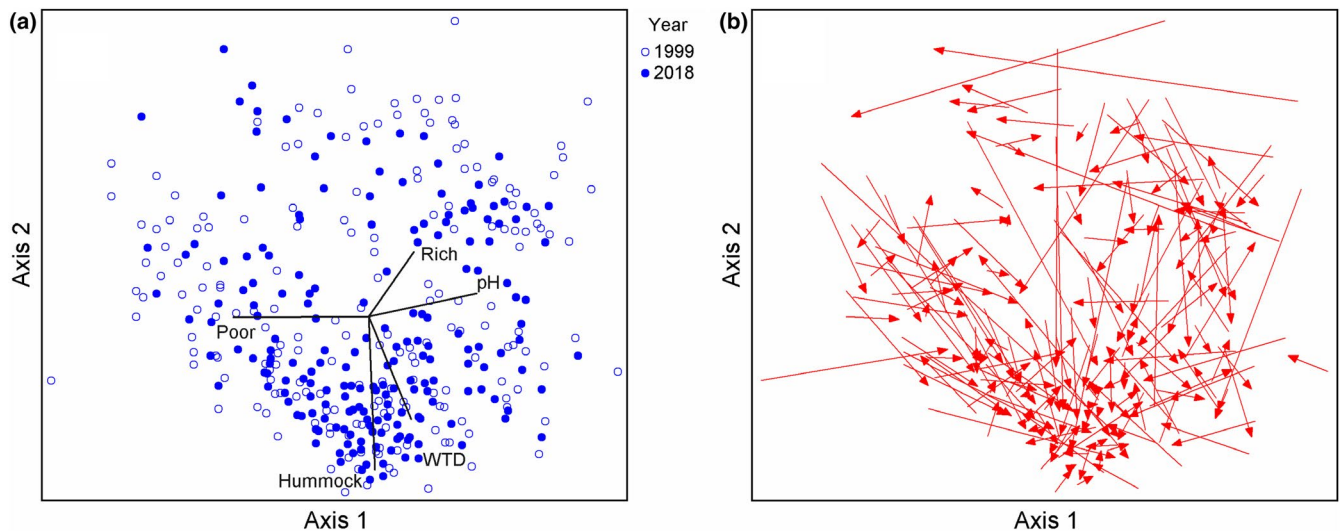 (a)
Axis 2
Rich
pH
Poor
WTD
Hummock
Axis 1
Year
1999
2018
(b)
Axis 2
Axis 1